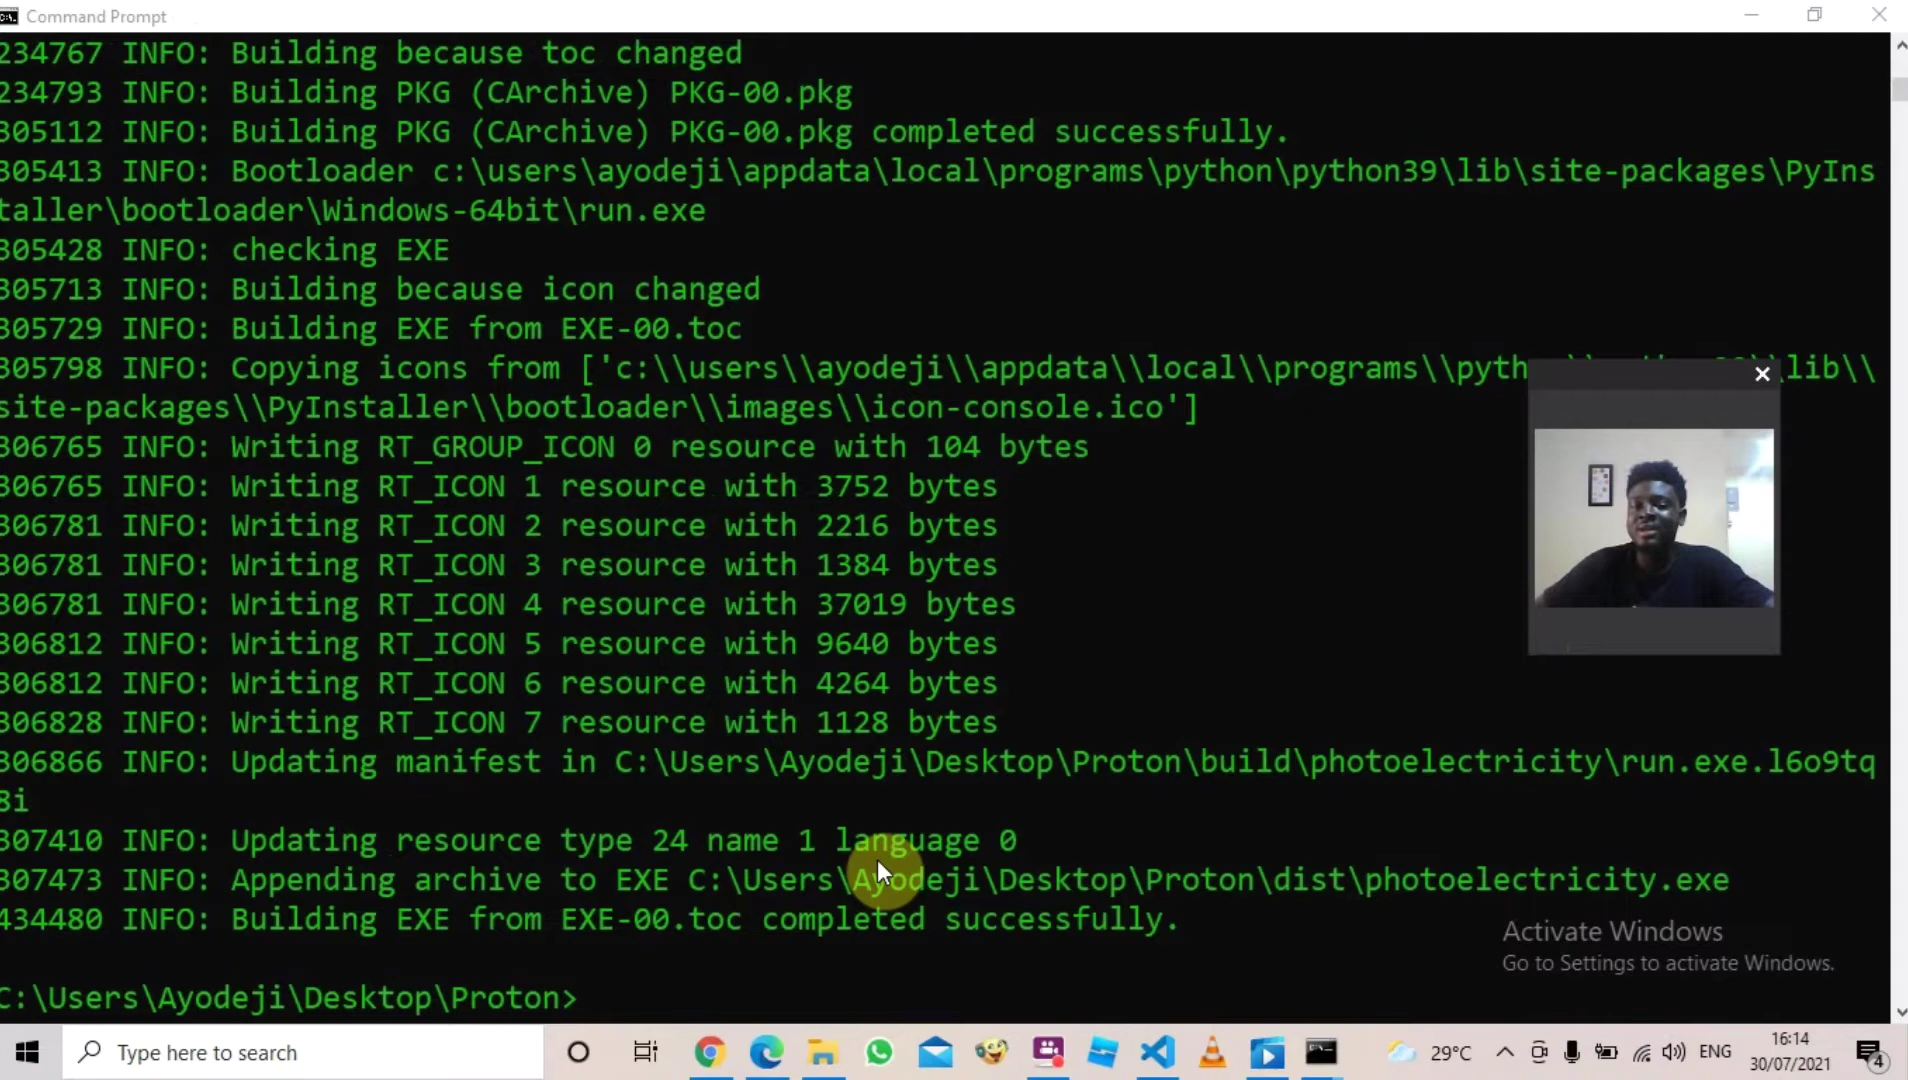 Command Prompt
234767 INFO: Building because toc changed
234793 INFO: Building PKG (CArchive) PKG-00.pkg
305112 INFO: Building PKG (CArchive) PKG-00.pkg completed successfully.
305413 INFO: Bootloader c:\users\ayodeji\appdata\local\programs\python\python39\lib\site-packages\PyIns
taller\bootloader\Windows-64bit\run.exe
305428 INFO: checking EXE
305713 INFO: Building because icon changed
305729 INFO: Building EXE from EXE-00.toc
305798 INFO: Copying icons from ['c:\\users\\ayodeji\\appdata\\local\\programs\\pyth \\lib\\
site-packages\\PyInstaller\\bootloader\\images\\icon-console.ico']
306765 INFO: Writing RT_GROUP_ICON 0 resource with 104 bytes
306765 INFO: Writing RT_ICON 1 resource with 3752 bytes
306781 INFO: Writing RT_ICON 2 resource with 2216 bytes
306781 INFO: Writing RT_ICON 3 resource with 1384 bytes
306781 INFO: Writing RT_ICON 4 resource with 37019 bytes
306812 INFO: Writing RT_ICON 5 resource with 9640 bytes
306812 INFO: Writing RT_ICON 6 resource with 4264 bytes
306828 INFO: Writing RT_ICON 7 resource with 1128 bytes
306866 INFO: Updating manifest in C:\Users\Ayodeji\Desktop\Proton\build\photoelectricity\run.exe.l6o9tq
8i
307410 INFO: Updating resource type 24 name 1 language 0
307473 INFO: Appending archive to EXE C:\Users\Ayodeji\Desktop\Proton\dist\photoelectricity.exe
434480 INFO: Building EXE from EXE-00.toc completed successfully.
Activate Windows
Go to Settings to activate Windows.
C:\Users\Ayodeji\Desktop\Proton>
Type here to search
29°C
ENG
16:14
30/07/2021
4